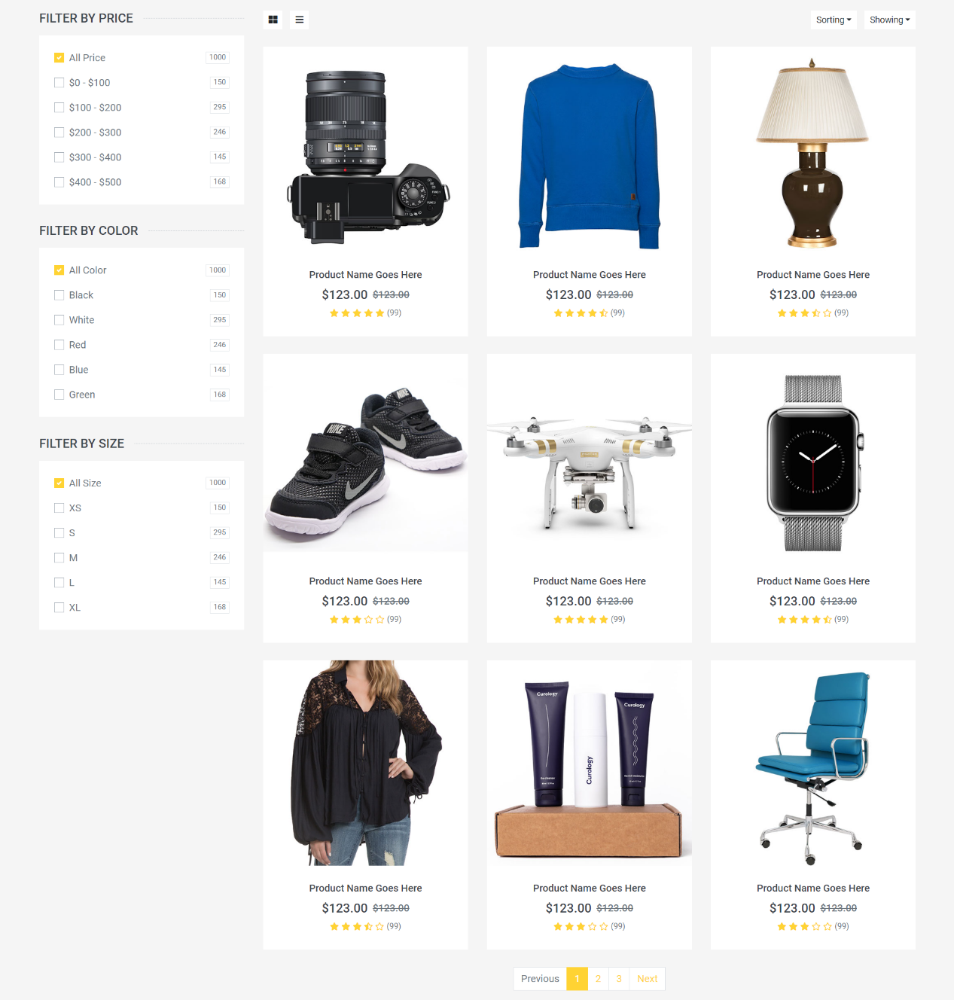 FILTER BY PRICE
All Price 1000
$0 - $100 150
$100 - $200 295
$200 - $300 246
$300 - $400 145
$400 - $500 168
FILTER BY COLOR
All Color 1000
Black 150
White 295
Red 246
Blue 145
Green 168
FILTER BY SIZE
All Size 1000
XS 150
S 295
M 246
L 145
XL 168
Sorting Showing
Product Name Goes Here
$123.00 $123.00
(99)
Product Name Goes Here
$123.00 $123.00
(99)
Product Name Goes Here
$123.00 $123.00
(99)
NIKE
NIKE
Product Name Goes Here
$123.00 $123.00
(99)
Product Name Goes Here
$123.00 $123.00
(99)
Product Name Goes Here
$123.00 $123.00
(99)
Product Name Goes Here
$123.00 $123.00
(99)
Curology
Curology
Curology
Product Name Goes Here
$123.00 $123.00
(99)
Product Name Goes Here
$123.00 $123.00
(99)
Previous 1 2 3 Next